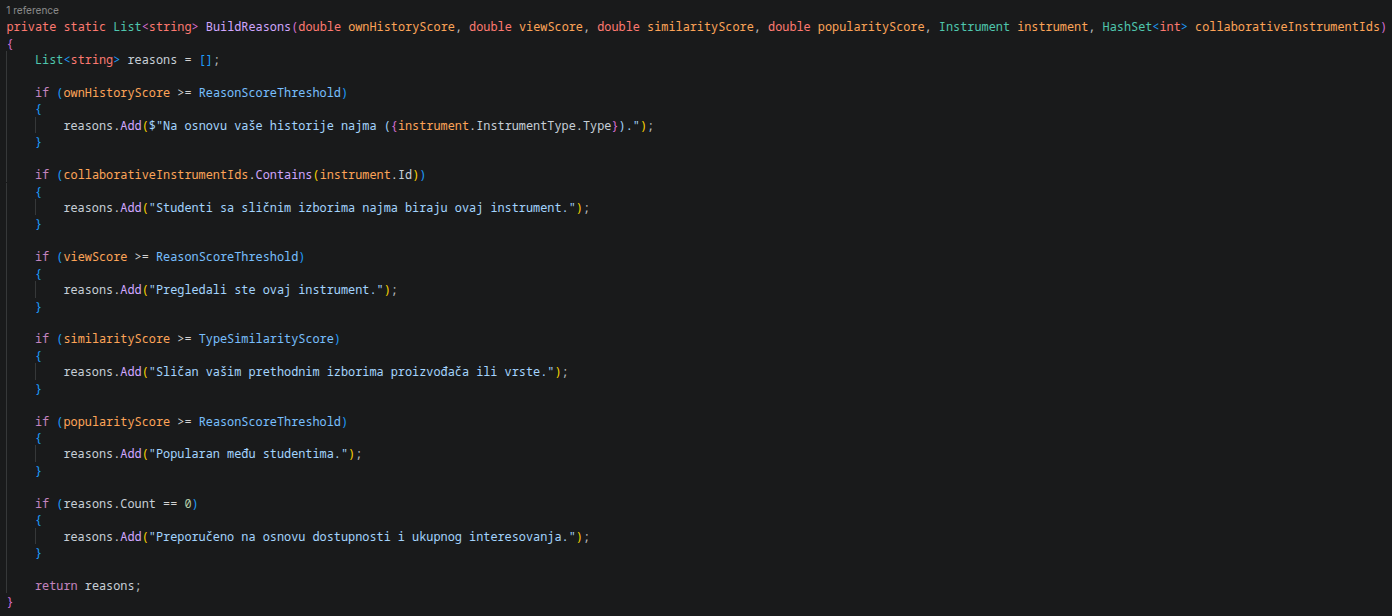 1 reference
private static List<string> BuildReasons(double ownHistoryScore, double viewScore, double similarityScore, double popularityScore, Instrument instrument, HashSet<int> collaborativeInstrumentIds)
{
    List<string> reasons = [];

    if (ownHistoryScore >= ReasonScoreThreshold)
    {
        reasons.Add($"Na osnovu vaše historije najma ({instrument.InstrumentType.Type}).");
    }

    if (collaborativeInstrumentIds.Contains(instrument.Id))
    {
        reasons.Add("Studenti sa sličnim izborima najma biraju ovaj instrument.");
    }

    if (viewScore >= ReasonScoreThreshold)
    {
        reasons.Add("Pregledali ste ovaj instrument.");
    }

    if (similarityScore >= TypeSimilarityScore)
    {
        reasons.Add("Sličan vašim prethodnim izborima proizvođača ili vrste.");
    }

    if (popularityScore >= ReasonScoreThreshold)
    {
        reasons.Add("Popularan među studentima.");
    }

    if (reasons.Count == 0)
    {
        reasons.Add("Preporučeno na osnovu dostupnosti i ukupnog interesovanja.");
    }

    return reasons;
}